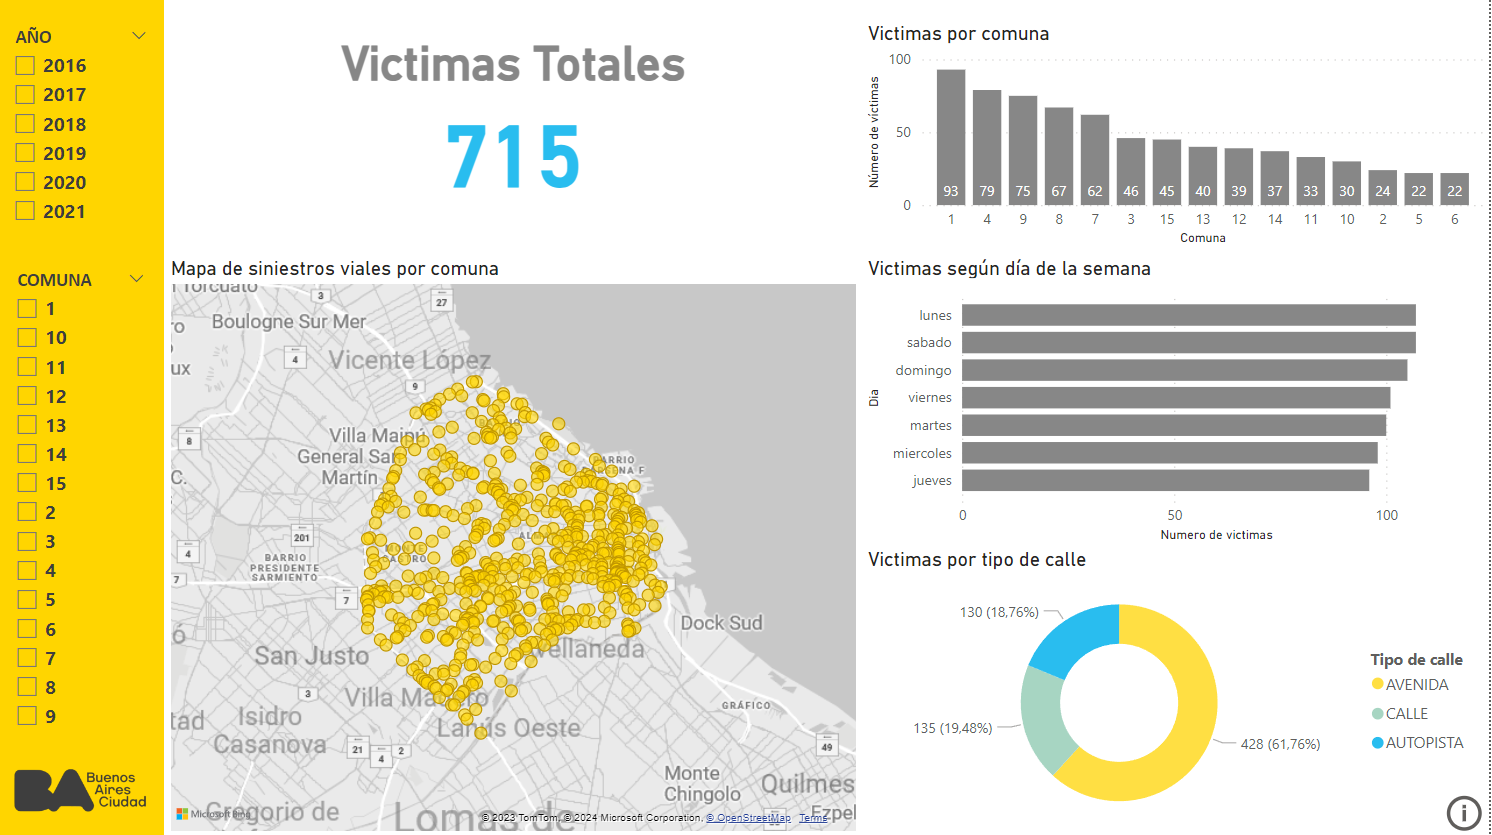 AÑO
2016
2017
2018
2019
2020
2021
COMUNA
1
10
11
12
13
14
15
2
3
4
5
6
7
8
9
BA Buenos
Aires
Ciudad
Victimas Totales
715
Mapa de siniestros viales por comuna
3
27
Boulogne Sur Mer
4
ux
Vicente López
9
Villa Maipú
8
General San
Martín
C.
BARRIO
201
4
BARRIO
PRESIDENTE
SARMIENTO
7
7
Dock Sud
San Justo
3
Isidro
Casanova
tad
Lanús Oeste
GRÁFICO
21
4
2
49
Monte
Chingolo
Quilmes
Gregorio de
Lomas de
Ezpel
Microsoft Bing
© 2023 TomTom, © 2024 Microsoft Corporation, © OpenStreetMap Terms
Victimas por comuna
Número de victimas
100
50
0
93 79 75 67 62 46 45 40 39 37 33 30 24 22 22
1 4 9 8 7 3 15 13 12 14 11 10 2 5 6
Comuna
Victimas según día de la semana
Dia
lunes
sabado
domingo
viernes
martes
miercoles
jueves
0 50 100
Numero de victimas
Victimas por tipo de calle
130 (18,76%)
135 (19,48%)
428 (61,76%)
Tipo de calle
AVENIDA
CALLE
AUTOPISTA